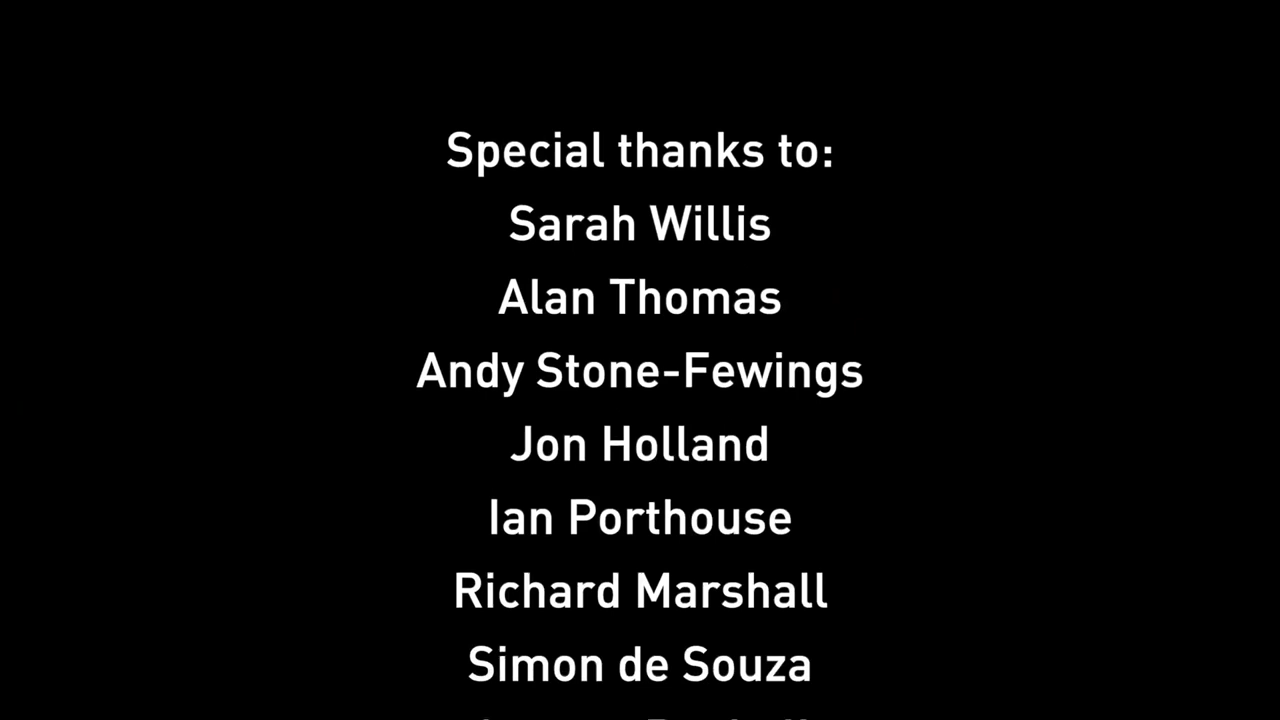 Special thanks to:
Sarah Willis
Alan Thomas
Andy Stone-Fewings
Jon Holland
Ian Porthouse
Richard Marshall
Simon de Souza